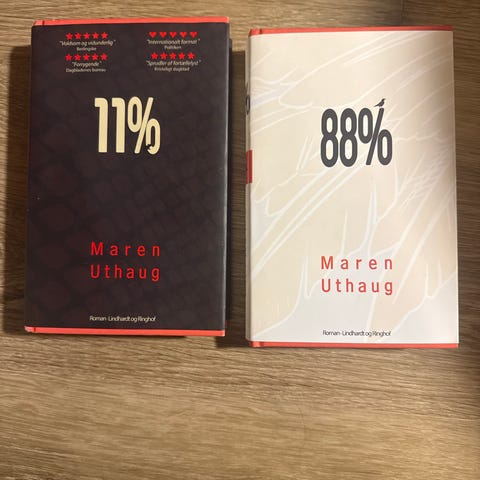 ★★★★★
"Voldsom og vidunderlig"
Berlingske
♥♥♥♥♥
"Internationalt format"
Politiken
★★★★★
"Forrygende"
Dagbladenes bureau
★★★★★
"Sprudler af fortællelyst"
Kristeligt dagblad
11%
Maren
Uthaug
Roman · Lindhardt og Ringhof
88%
Maren
Uthaug
Roman · Lindhardt og Ringhof